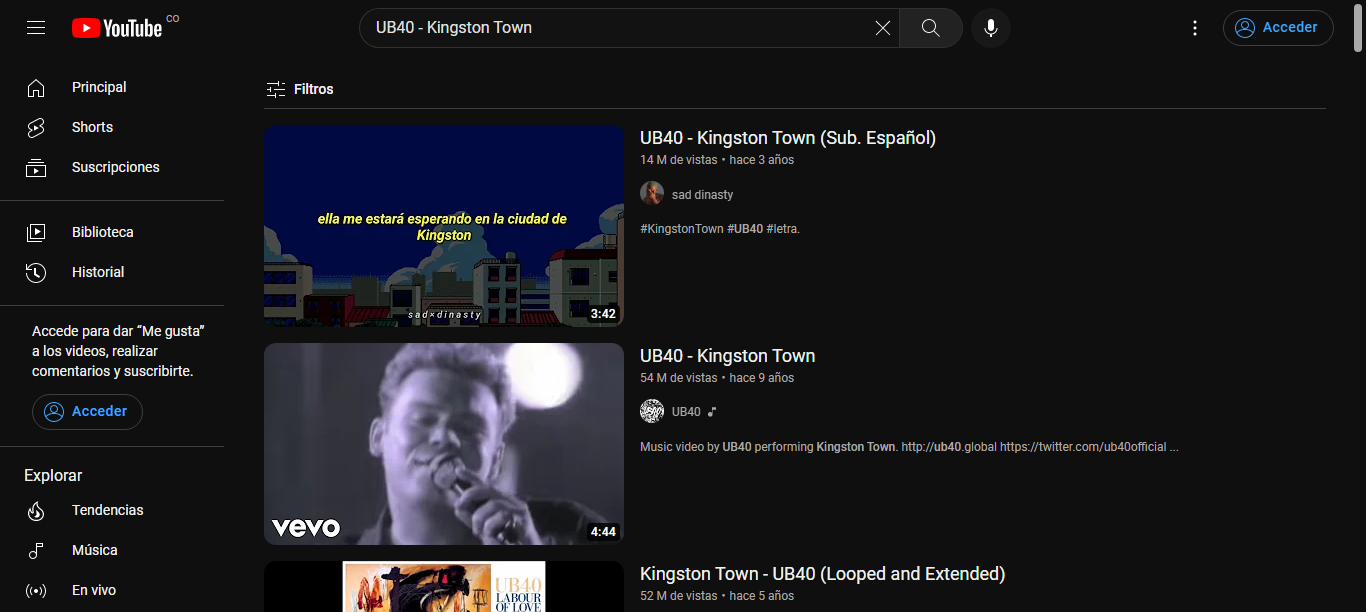 YouTube CO
UB40 - Kingston Town
Acceder
Principal
Shorts
Suscripciones
Biblioteca
Historial
Accede para dar “Me gusta”
a los videos, realizar
comentarios y suscribirte.
Acceder
Explorar
Tendencias
Música
En vivo
Filtros
ella me estará esperando en la ciudad de
Kingston
sad×dinasty
3:42
UB40 - Kingston Town (Sub. Español)
14 M de vistas • hace 3 años
sad dinasty
#KingstonTown #UB40 #letra.
vevo
4:44
UB40 - Kingston Town
54 M de vistas • hace 9 años
UB40
Music video by UB40 performing Kingston Town. http://ub40.global https://twitter.com/ub40official ...
UB40
LABOUR
OF LOVE
Kingston Town - UB40 (Looped and Extended)
52 M de vistas • hace 5 años